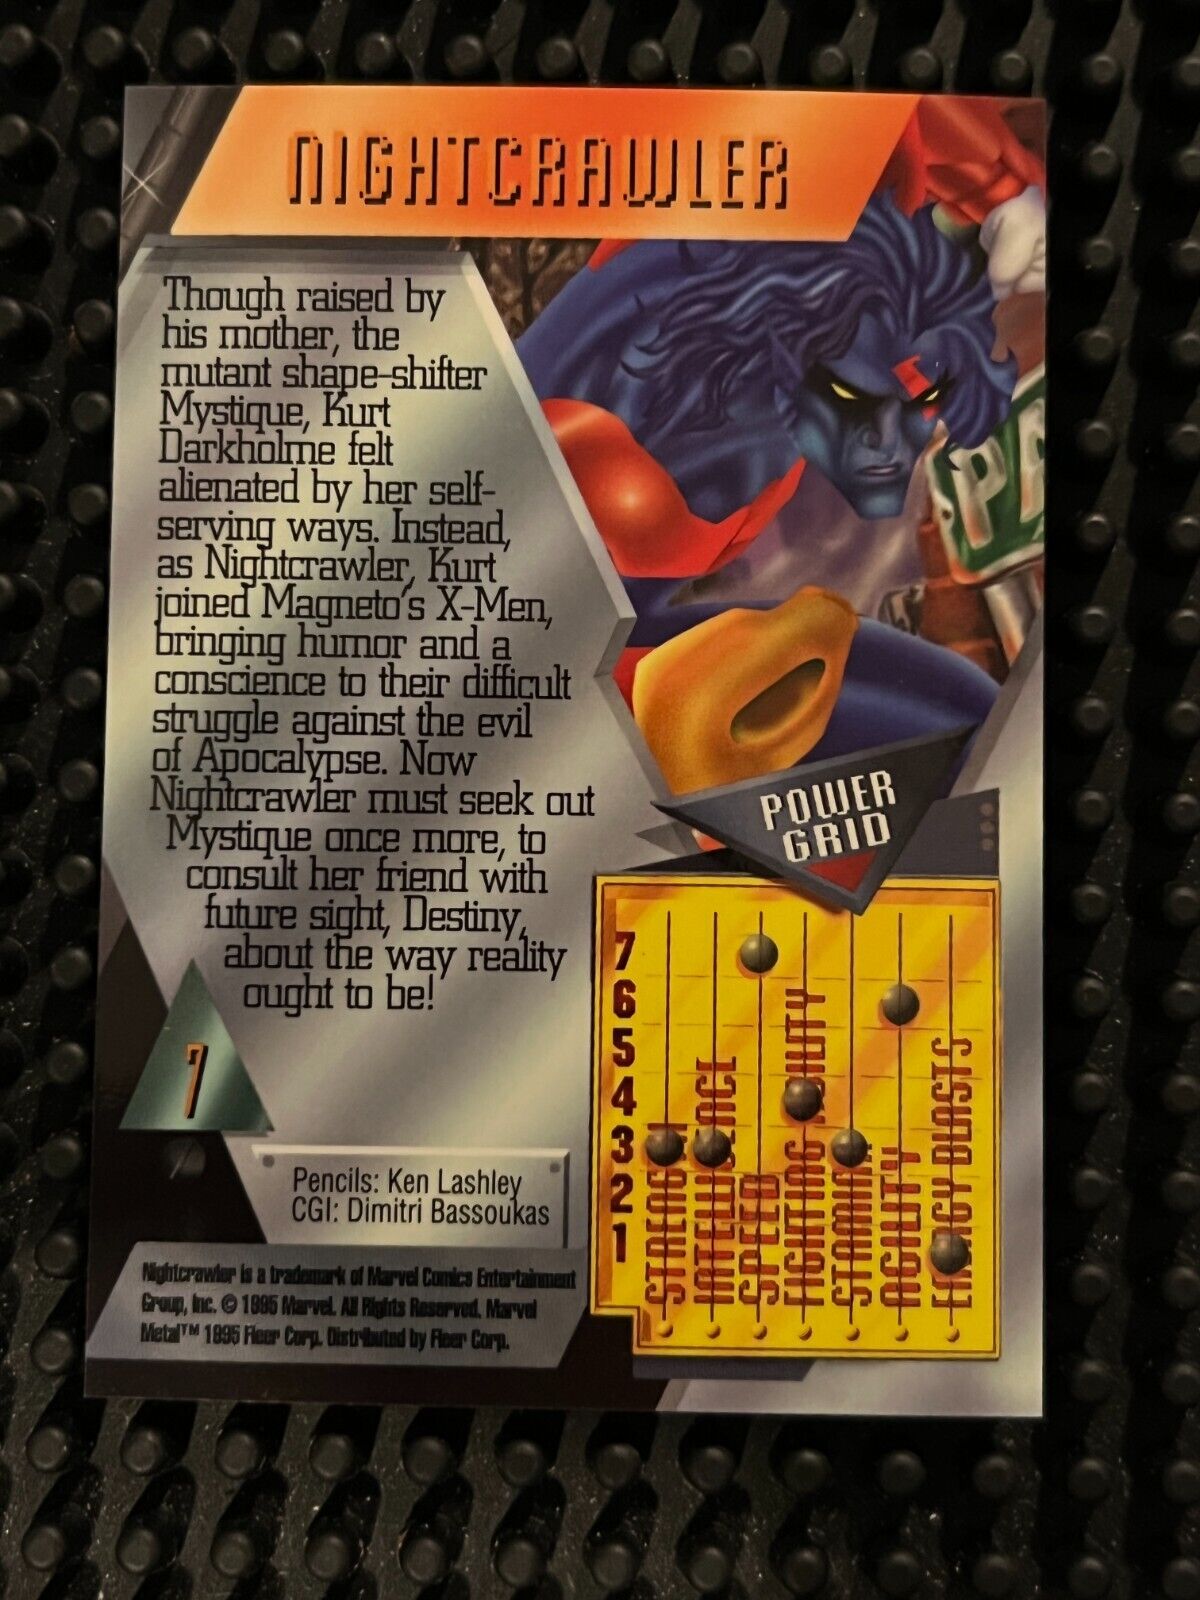 NIGHTCRAWLER
Though raised by
his mother, the
mutant shape-shifter
Mystique, Kurt
Darkholme felt
alienated by her self-
serving ways. Instead,
as Nightcrawler, Kurt
joined Magneto's X-Men,
bringing humor and a
conscience to their difficult
struggle against the evil
of Apocalypse. Now
Nightcrawler must seek out
Mystique once more, to
consult her friend with
future sight, Destiny,
about the way reality
ought to be!
PA
POWER
GRID
7
6
5
4
3
2
1
STRENGTH
INTELLIGENCE
SPEED
FIGHTING ABILITY
STAMINA
AGILITY
ENERGY BLASTS
7
Pencils: Ken Lashley
CGI: Dimitri Bassoukas
Nightcrawler is a trademark of Marvel Comics Entertainment
Group, Inc. © 1995 Marvel. All Rights Reserved. Marvel
Metal™ 1995 Fleer Corp. Distributed by Fleer Corp.